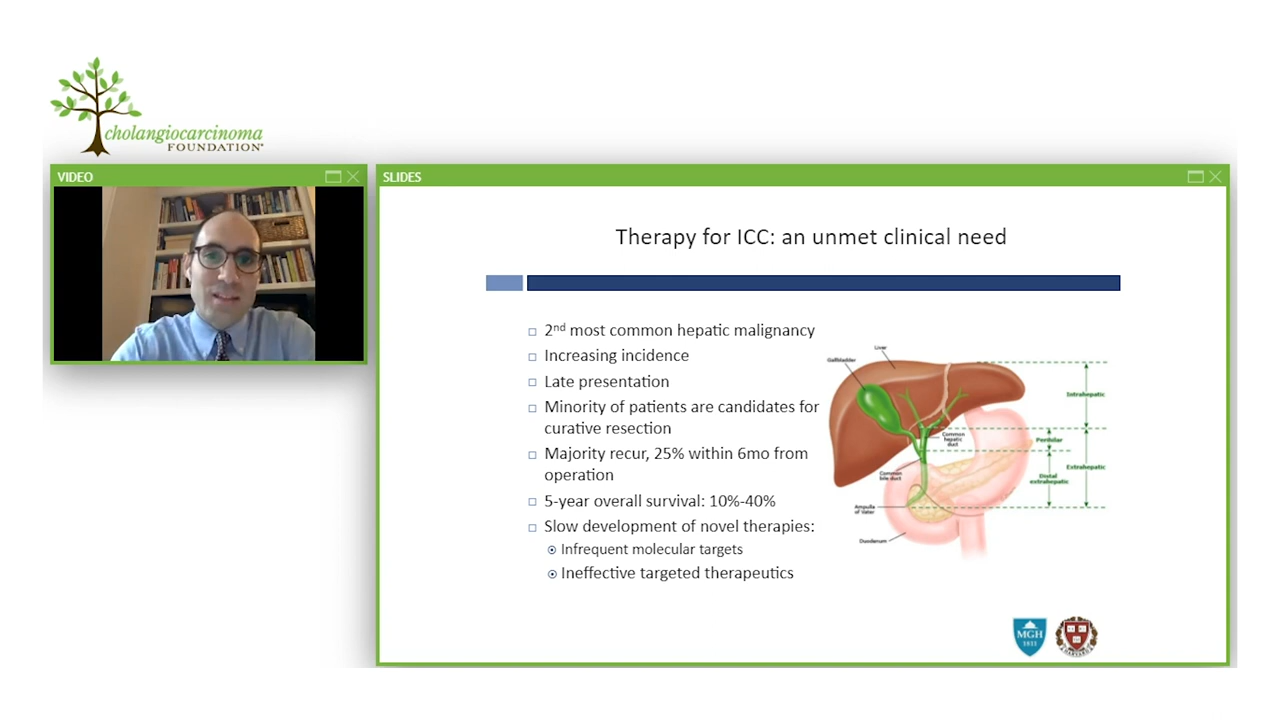 cholangiocarcinoma
FOUNDATION
VIDEO
SLIDES
Therapy for ICC: an unmet clinical need
2nd most common hepatic malignancy
Increasing incidence
Late presentation
Minority of patients are candidates for
curative resection
Majority recur, 25% within 6mo from
operation
5-year overall survival: 10%-40%
Slow development of novel therapies:
Infrequent molecular targets
Ineffective targeted therapeutics
Liver
Gallbladder
Intrahepatic
Common
hepatic
duct
Perihilar
Extrahepatic
Common
bile duct
Distal
extrahepatic
Ampulla
of Vater
Duodenum
MGH
1811